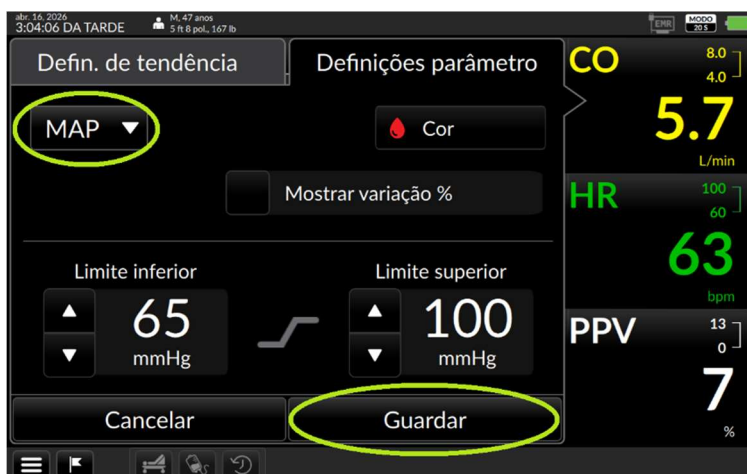 abr. 16, 2026
3:04:06 DA TARDE
M, 47 anos
5 ft 8 pol., 167 lb
EMR
MODO
20 S
Defin. de tendência
Definições parâmetro
MAP
Cor
Mostrar variação %
Limite inferior
65
mmHg
Limite superior
100
mmHg
Cancelar
Guardar
CO
8.0
4.0
5.7
L/min
HR
100
60
63
bpm
PPV
13
0
7
%